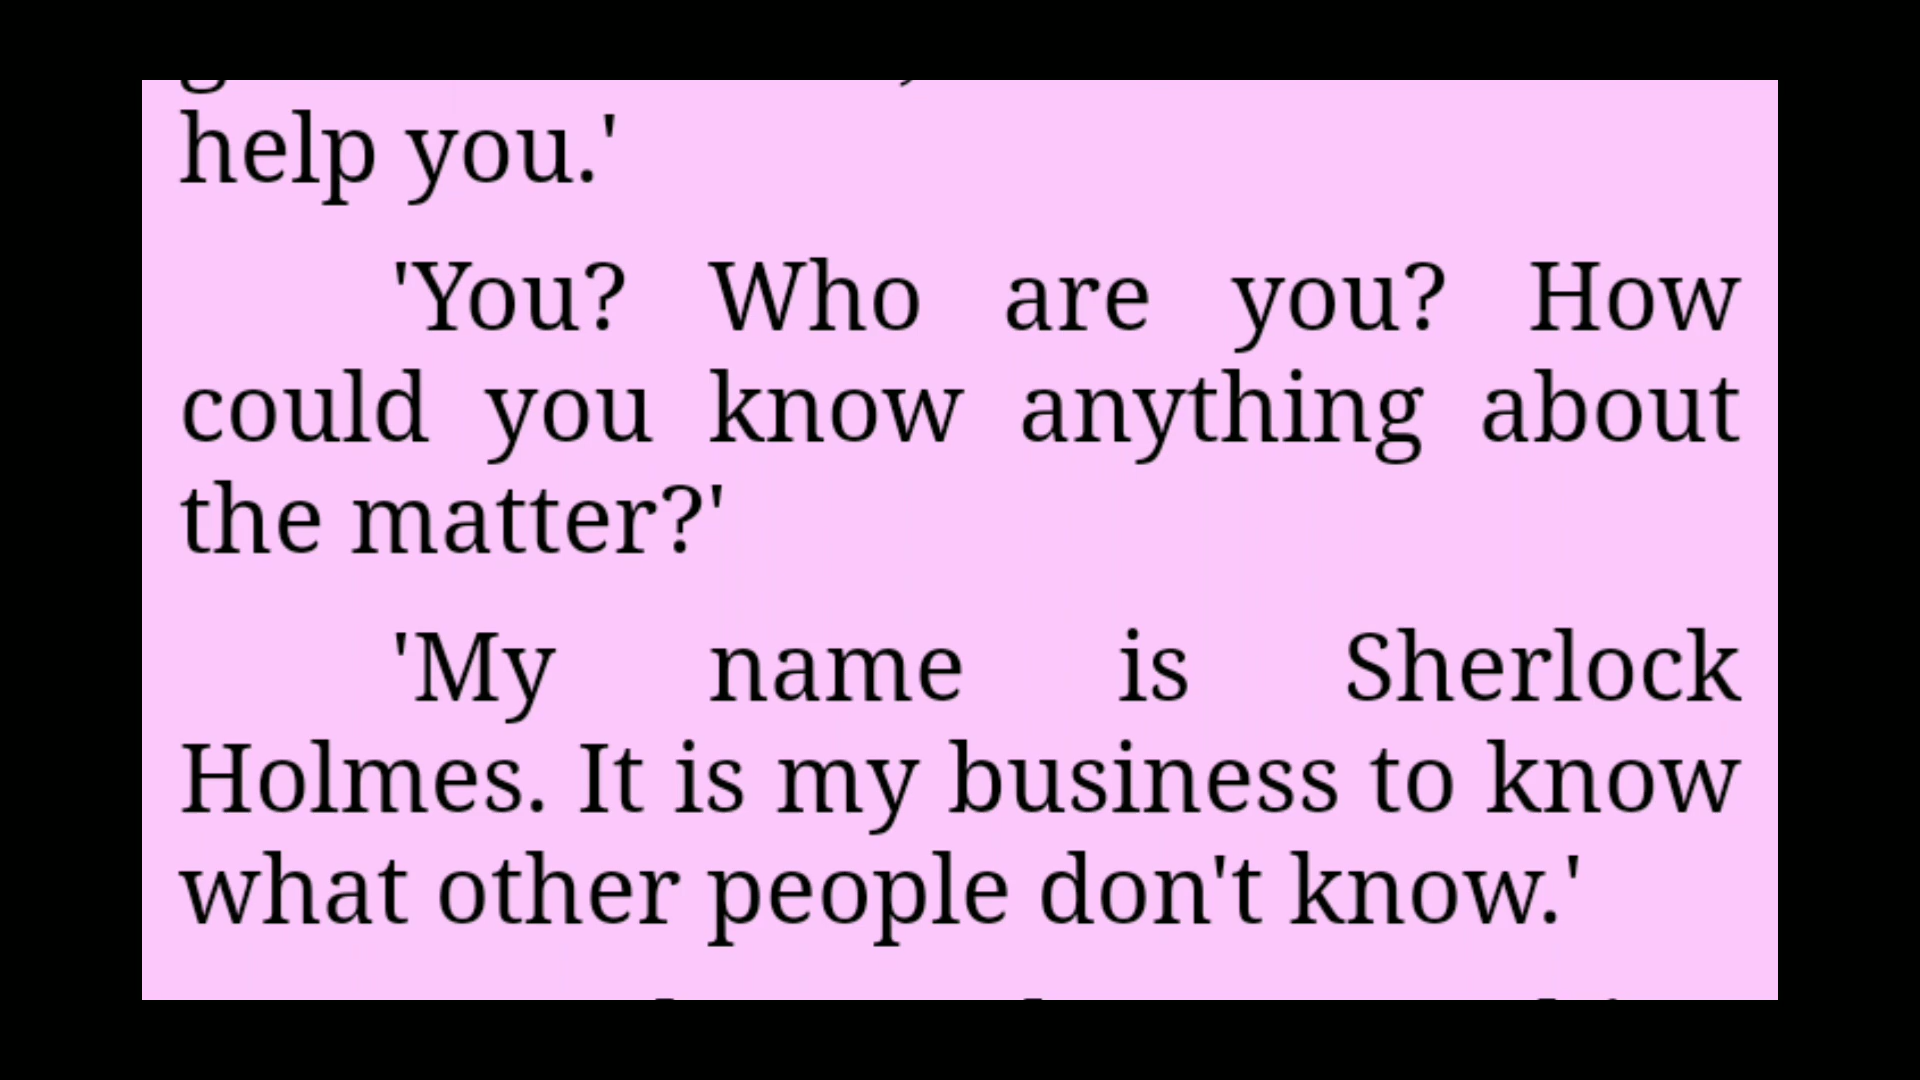 help you.'
'You? Who are you? How
could you know anything about
the matter?'
'My name is Sherlock
Holmes. It is my business to know
what other people don't know.'